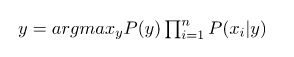 y = argmax_y P(y) ∏_{i=1}^{n} P(x_i|y)